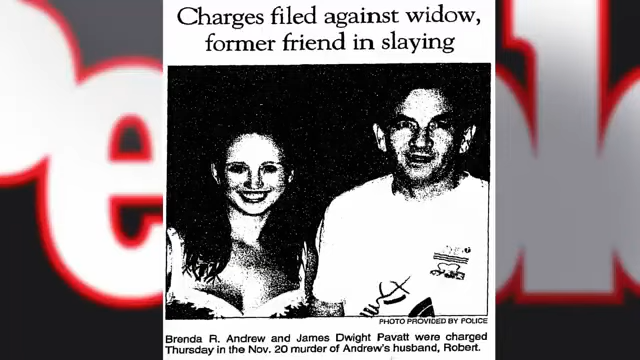 Charges filed against widow,
former friend in slaying
PHOTO PROVIDED BY POLICE
Brenda R. Andrew and James Dwight Pavatt were charged
Thursday in the Nov. 20 murder of Andrew's husband, Robert.